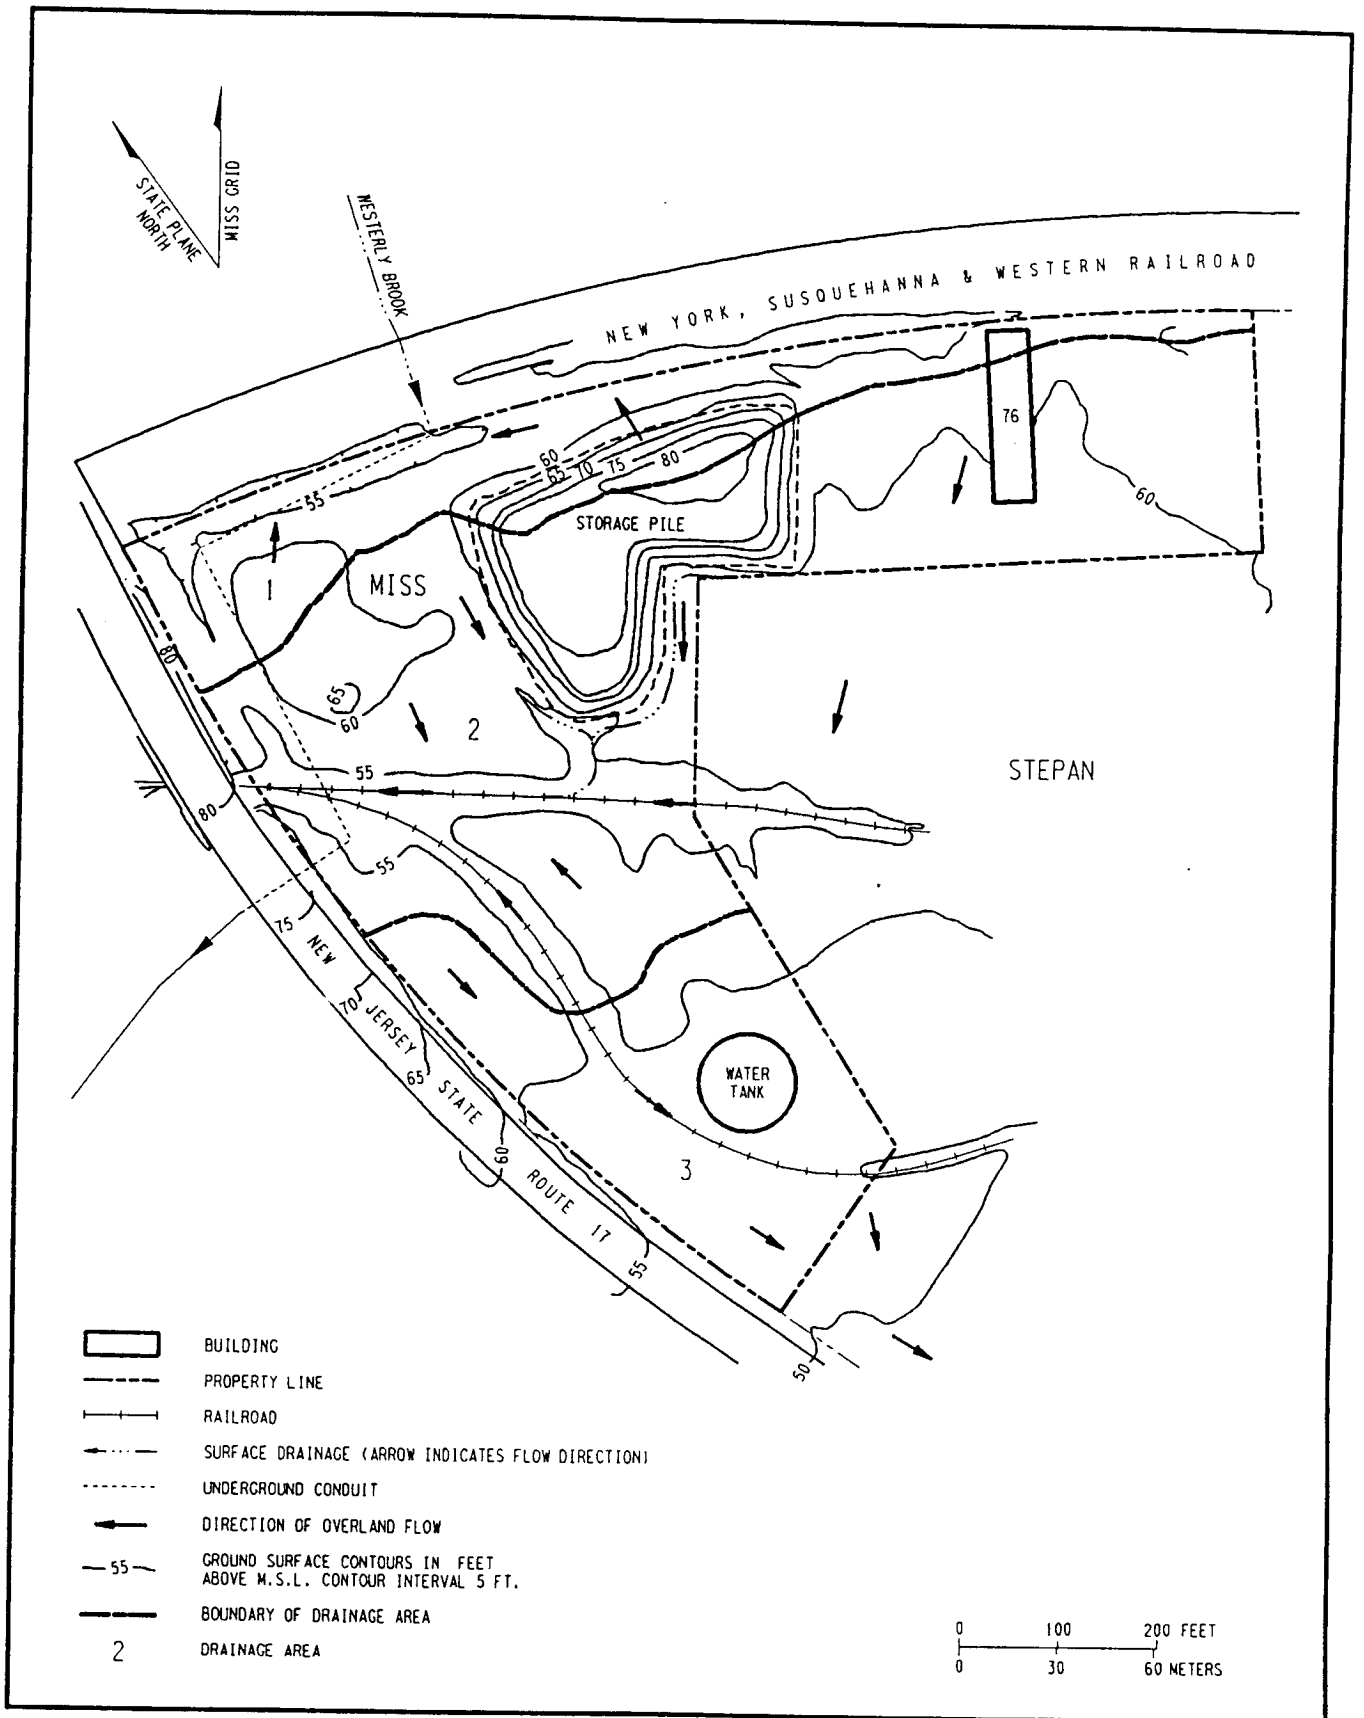 STATE PLANE
NORTH
MISS GRID
WESTERLY BROOK
NEW YORK, SUSQUEHANNA & WESTERN RAILROAD
76
60
65
70
75
80
60
STORAGE PILE
55
1
MISS
80
65
60
2
55
STEPAN
80
55
75
NEW JERSEY STATE ROUTE 17
70
65
60
55
50
WATER
TANK
3
BUILDING
PROPERTY LINE
RAILROAD
SURFACE DRAINAGE (ARROW INDICATES FLOW DIRECTION)
UNDERGROUND CONDUIT
DIRECTION OF OVERLAND FLOW
55
GROUND SURFACE CONTOURS IN FEET
ABOVE M.S.L. CONTOUR INTERVAL 5 FT.
BOUNDARY OF DRAINAGE AREA
2
DRAINAGE AREA
0 100 200 FEET
0 30 60 METERS